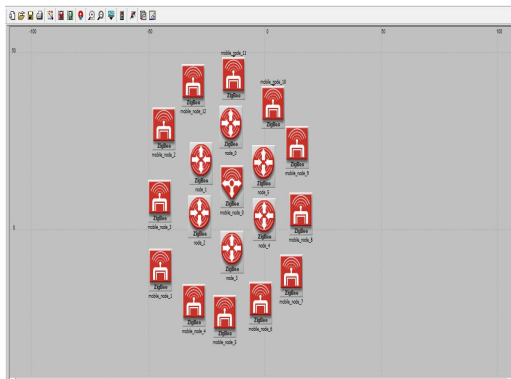 -100 -50 0 50 100
50
mobile_node_11
mobile_node_10
ZigBee
ZigBee
mobile_node_12
ZigBee
ZigBee
node_0
ZigBee
mobile_node_2
ZigBee
mobile_node_9
ZigBee
node_1
ZigBee
node_5
ZigBee
mobile_node_0
ZigBee
ZigBee
0
ZigBee
node_2
ZigBee
node_4
ZigBee
mobile_node_8
ZigBee
node_3
ZigBee
mobile_node_1
ZigBee
mobile_node_7
ZigBee
mobile_node_4
ZigBee
mobile_node_6
ZigBee
mobile_node_5